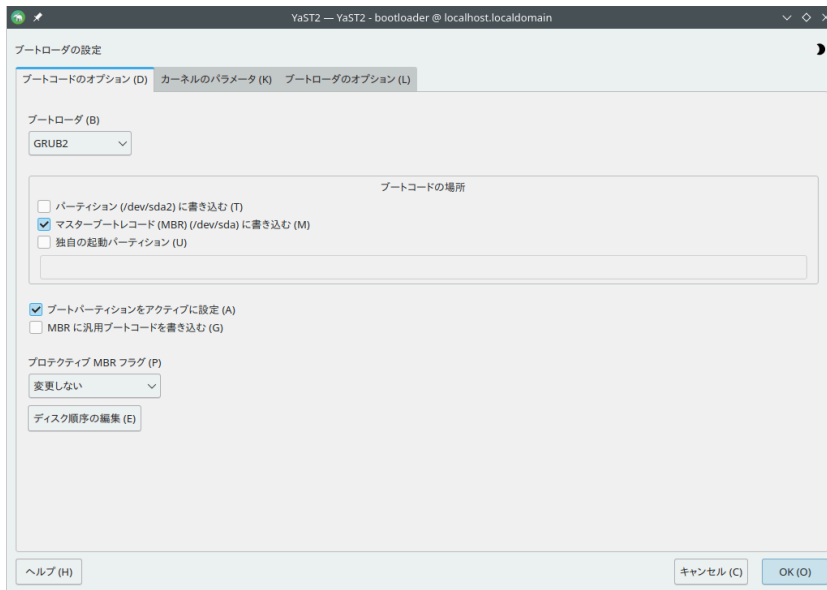 YaST2 — YaST2 - bootloader @ localhost.localdomain
ブートローダの設定
ブートコードのオプション (D) カーネルのパラメータ (K) ブートローダのオプション (L)
ブートローダ (B)
GRUB2
ブートコードの場所
パーティション (/dev/sda2) に書き込む (T)
マスターブートレコード (MBR) (/dev/sda) に書き込む (M)
独自の起動パーティション (U)
ブートパーティションをアクティブに設定 (A)
MBR に汎用ブートコードを書き込む (G)
プロテクティブ MBR フラグ (P)
変更しない
ディスク順序の編集 (E)
ヘルプ (H) キャンセル (C) OK (O)